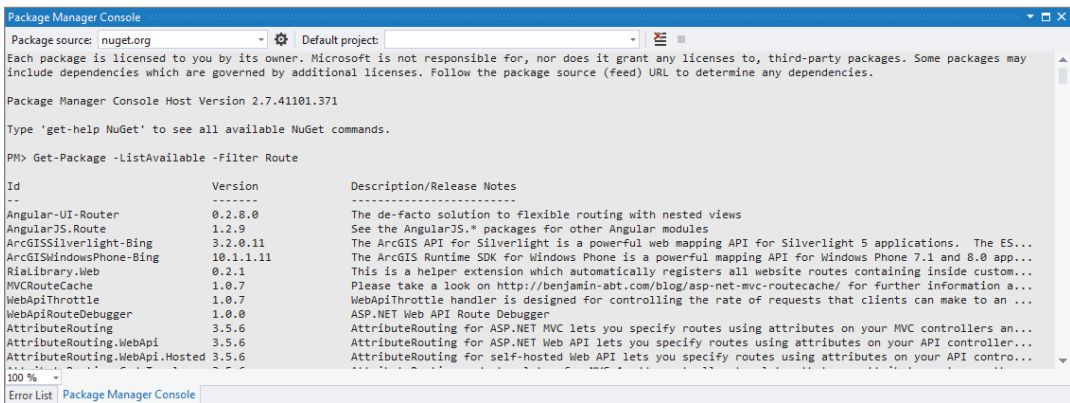 Package Manager Console
Package source: nuget.org Default project:
Each package is licensed to you by its owner. Microsoft is not responsible for, nor does it grant any licenses to, third-party packages. Some packages may
include dependencies which are governed by additional licenses. Follow the package source (feed) URL to determine any dependencies.
Package Manager Console Host Version 2.7.41101.371
Type 'get-help NuGet' to see all available NuGet commands.
PM> Get-Package -ListAvailable -Filter Route
Id Version Description/Release Notes
-- ------- -------------------------
Angular-UI-Router 0.2.8.0 The de-facto solution to flexible routing with nested views
AngularJS.Route 1.2.9 See the AngularJS.* packages for other Angular modules
ArcGISSilverlight-Bing 3.2.0.11 The ArcGIS API for Silverlight is a powerful web mapping API for Silverlight 5 applications. The ES...
ArcGISWindowsPhone-Bing 10.1.1.11 The ArcGIS Runtime SDK for Windows Phone is a powerful mapping API for Windows Phone 7.1 and 8.0 app...
RiaLibrary.Web 0.2.1 This is a helper extension which automatically registers all website routes containing inside custom...
MVCRouteCache 1.0.7 Please take a look on http://benjamin-abt.com/blog/asp-net-mvc-routecache/ for further information a...
WebApiThrottle 1.0.7 WebApiThrottle handler is designed for controlling the rate of requests that clients can make to an ...
WebApiRouteDebugger 1.0.0 ASP.NET Web API Route Debugger
AttributeRouting 3.5.6 AttributeRouting for ASP.NET MVC lets you specify routes using attributes on your MVC controllers an...
AttributeRouting.WebApi 3.5.6 AttributeRouting for ASP.NET Web API lets you specify routes using attributes on your API controller...
AttributeRouting.WebApi.Hosted 3.5.6 AttributeRouting for self-hosted Web API lets you specify routes using attributes on your API contro...
100 %
Error List Package Manager Console